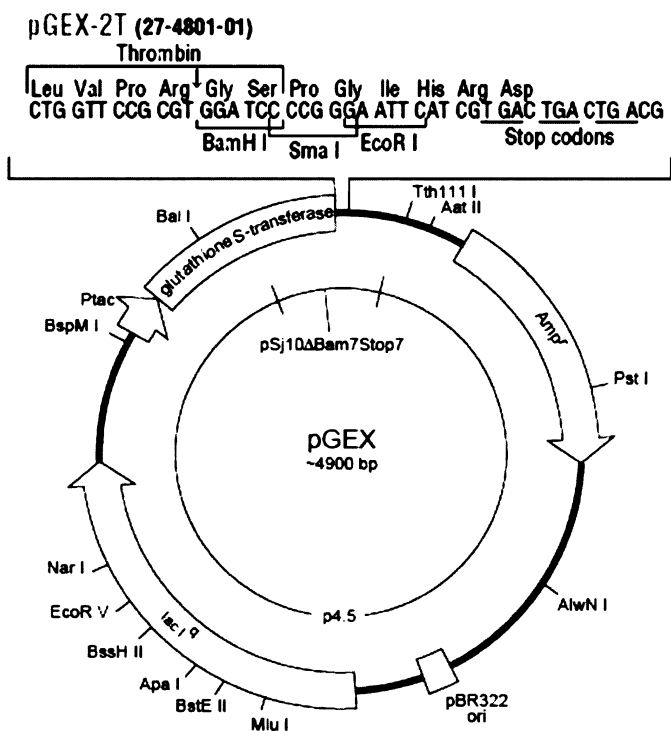 pGEX-2T (27-4801-01)
Thrombin
Leu Val Pro Arg Gly Ser Pro Gly Ile His Arg Asp
CTG GTT CCG CGT GGA TCC CCG GGA ATT CAT CGT GAC TGA CTGACG
BamH I
Sma I
EcoR I
Stop codons
Tth111 I
Aat II
Bal I
glutathione S-transferase
Ptac
BspM I
Ampr
pSj10ΔBam7Stop7
Pst I
pGEX
~4900 bp
Nar I
EcoR V
BssH II
Apa I
BstE II
Mlu I
lac Iq
p4.5
AlwN I
pBR322
ori